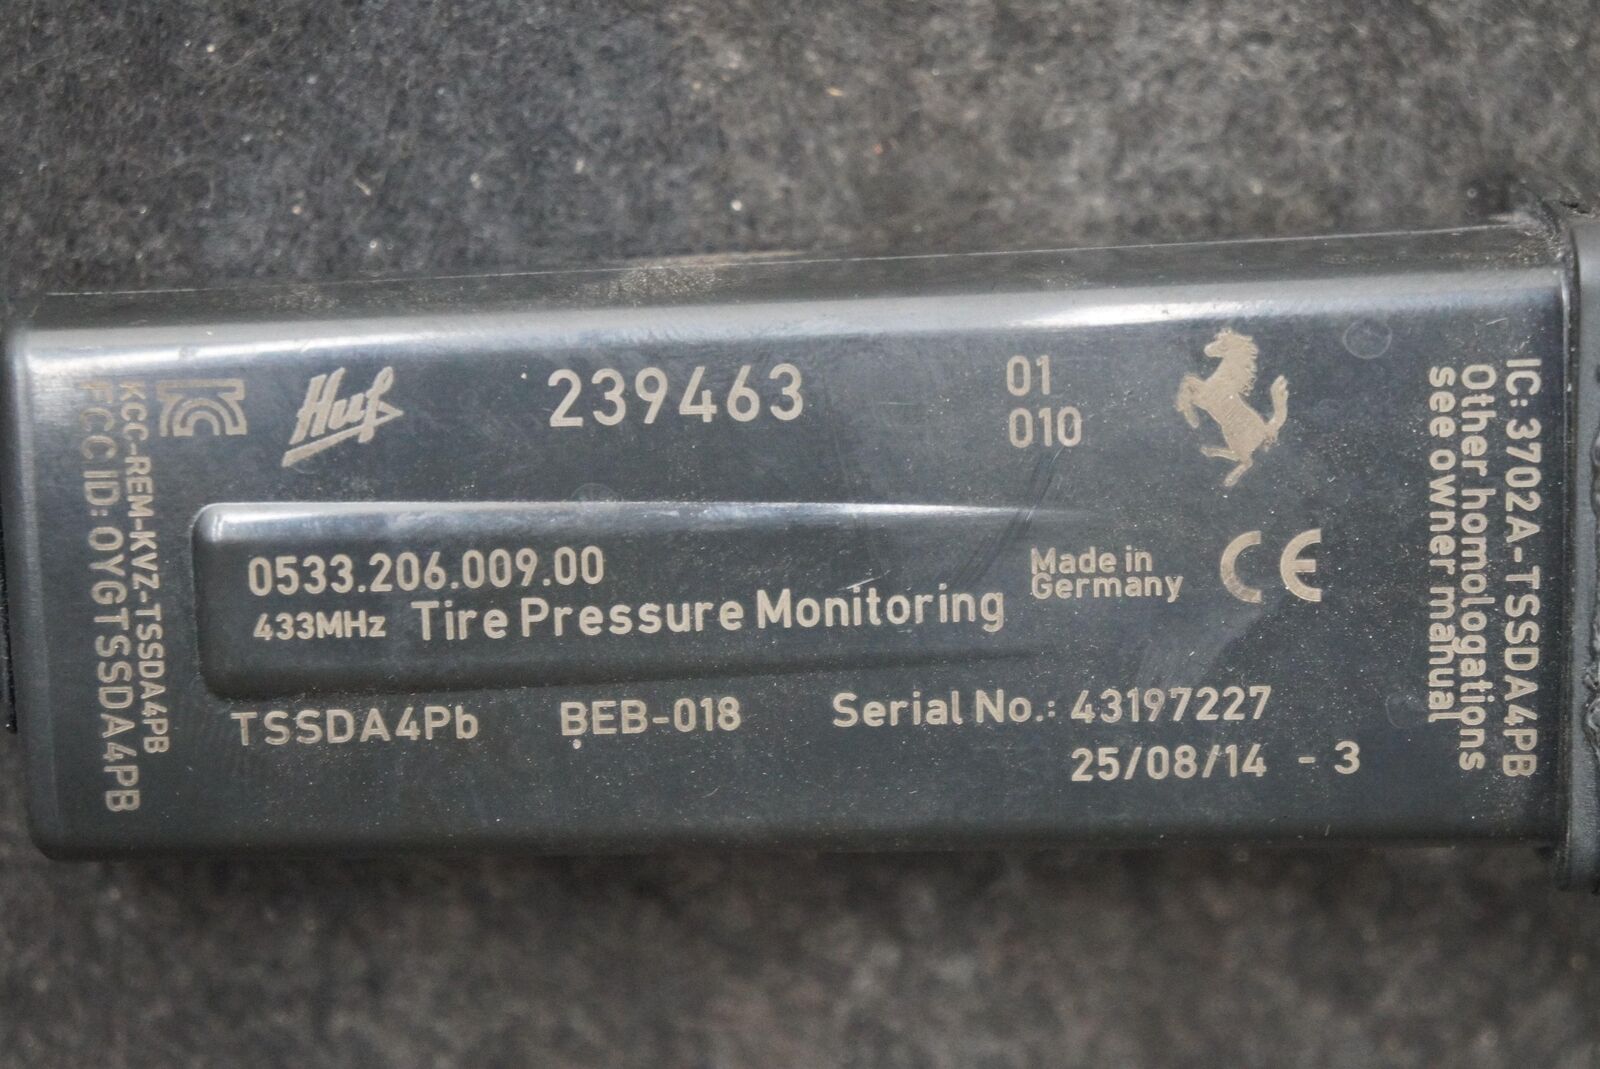 FCC ID: OYGTSSDA4PB
KCC-REM-KVZ-TSSDA4PB
Huf
239463
01
010
0533.206.009.00
433MHz Tire Pressure Monitoring
Made in
Germany
CE
TSSDA4Pb BEB-018 Serial No.: 43197227
25/08/14 - 3
IC: 3702A-TSSDA4PB
Other homologations
see owner manual